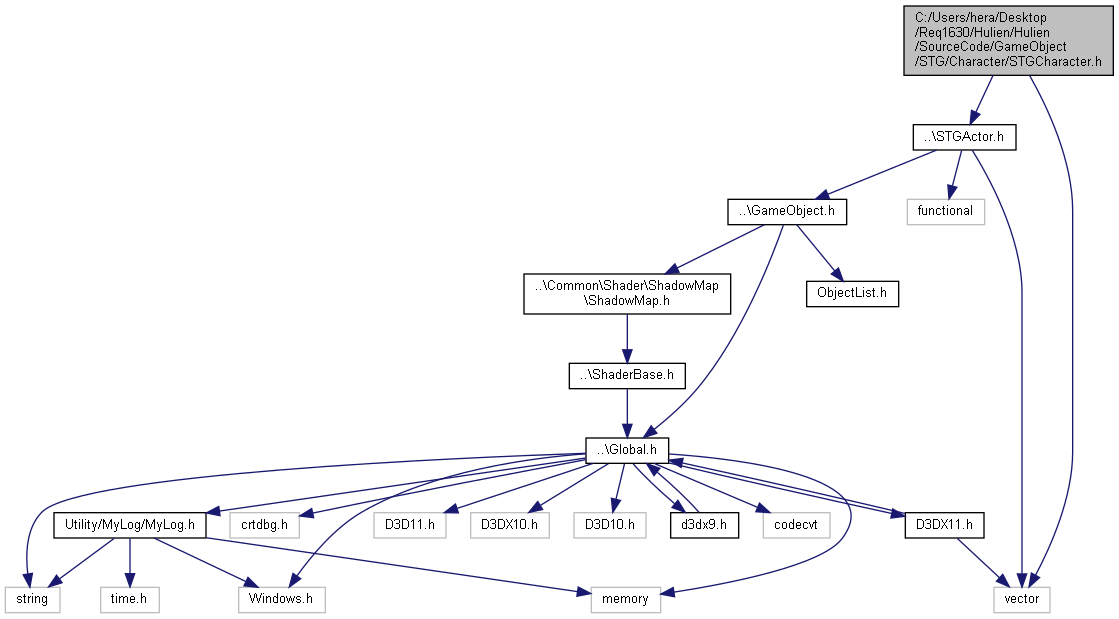 C:/Users/hera/Desktop
/Req1630/Hulien/Hulien
/SourceCode/GameObject
/STG/Character/STGCharacter.h
..\STGActor.h
..\GameObject.h
functional
..\Common\Shader\ShadowMap
\ShadowMap.h
ObjectList.h
..\ShaderBase.h
..\Global.h
Utility/MyLog/MyLog.h
crtdbg.h
D3D11.h
D3DX10.h
D3D10.h
d3dx9.h
codecvt
D3DX11.h
string
time.h
Windows.h
memory
vector